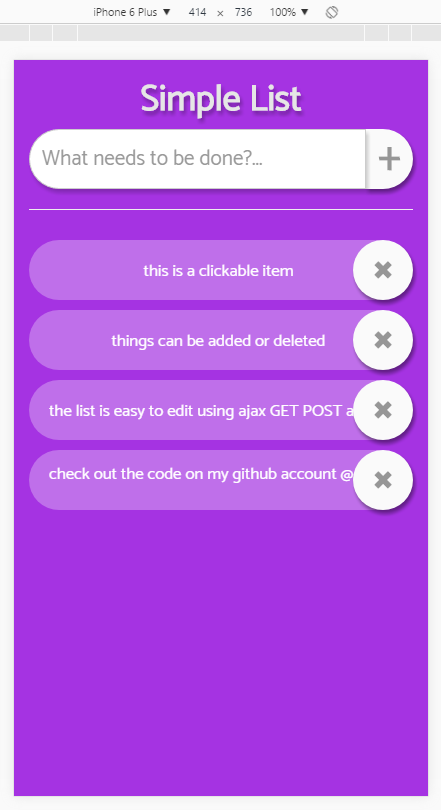 iPhone 6 Plus ▼ 414 × 736 100% ▼
Simple List
What needs to be done?...
this is a clickable item
things can be added or deleted
the list is easy to edit using ajax GET POST a
check out the code on my github account @